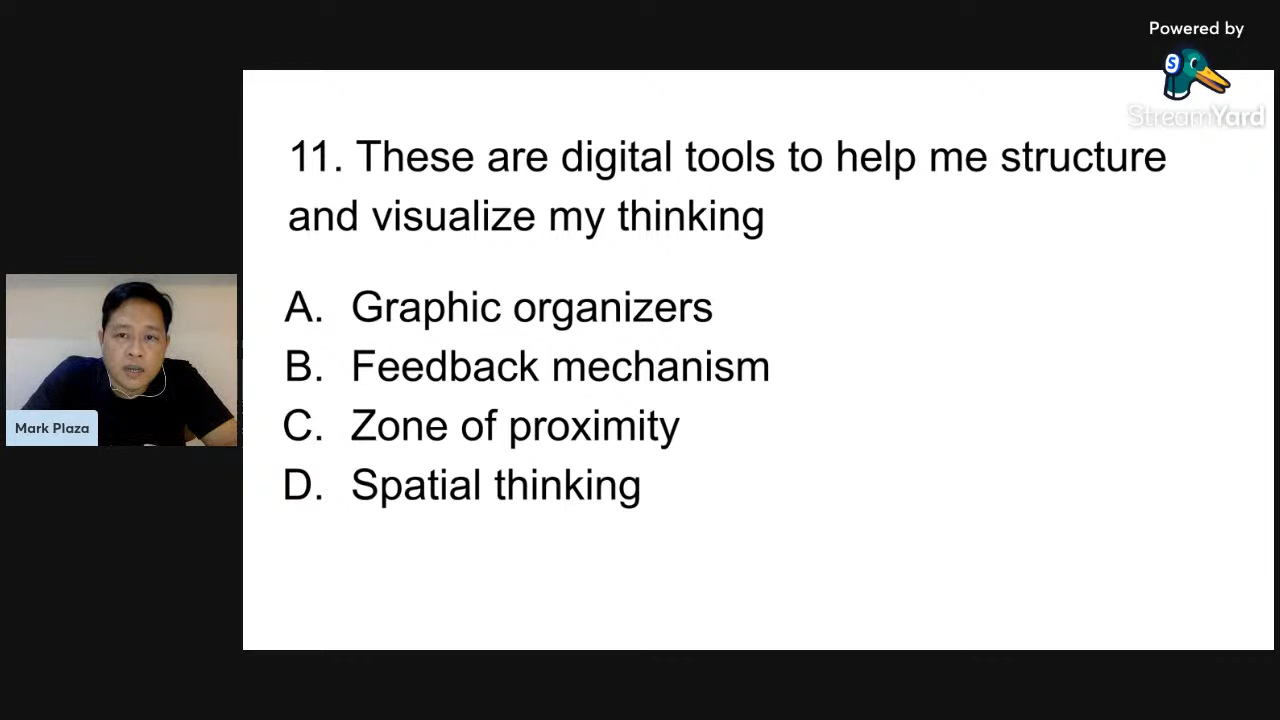 Powered by
S
StreamYard
11. These are digital tools to help me structure
and visualize my thinking
A. Graphic organizers
B. Feedback mechanism
C. Zone of proximity
D. Spatial thinking
Mark Plaza